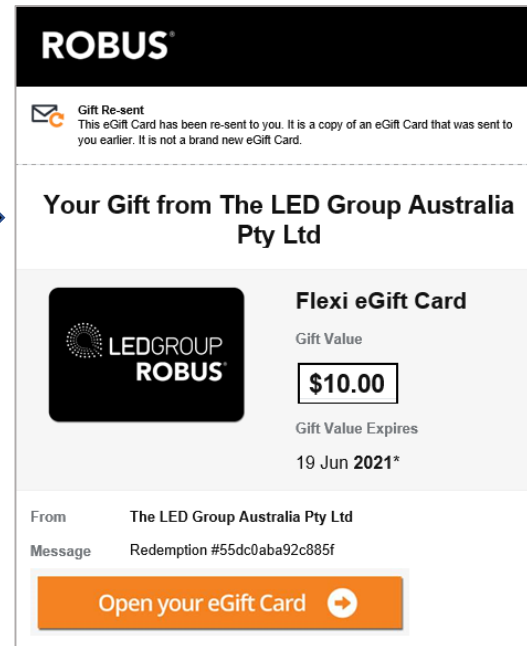 ROBUS®
Gift Re-sent
This eGift Card has been re-sent to you. It is a copy of an eGift Card that was sent to
you earlier. It is not a brand new eGift Card.
Your Gift from The LED Group Australia
Pty Ltd
LEDGROUP
ROBUS®
Flexi eGift Card
Gift Value
$10.00
Gift Value Expires
19 Jun 2021*
From The LED Group Australia Pty Ltd
Message Redemption #55dc0aba92c885f
Open your eGift Card